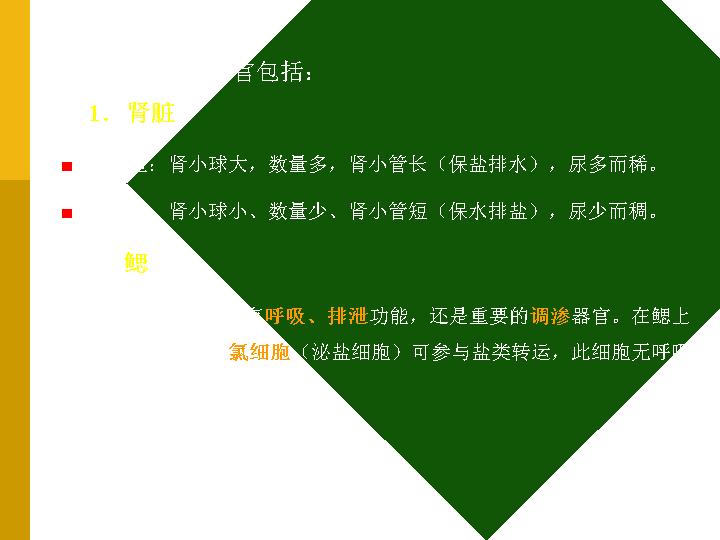 官包括：
1．肾脏
：肾小球大，数量多，肾小管长（保盐排水），尿多而稀。
肾小球小、数量少、肾小管短（保水排盐），尿少而稠。
鳃
呼吸、排泄功能，还是重要的调渗器官。在鳃上
氯细胞（泌盐细胞）可参与盐类转运，此细胞无呼吸